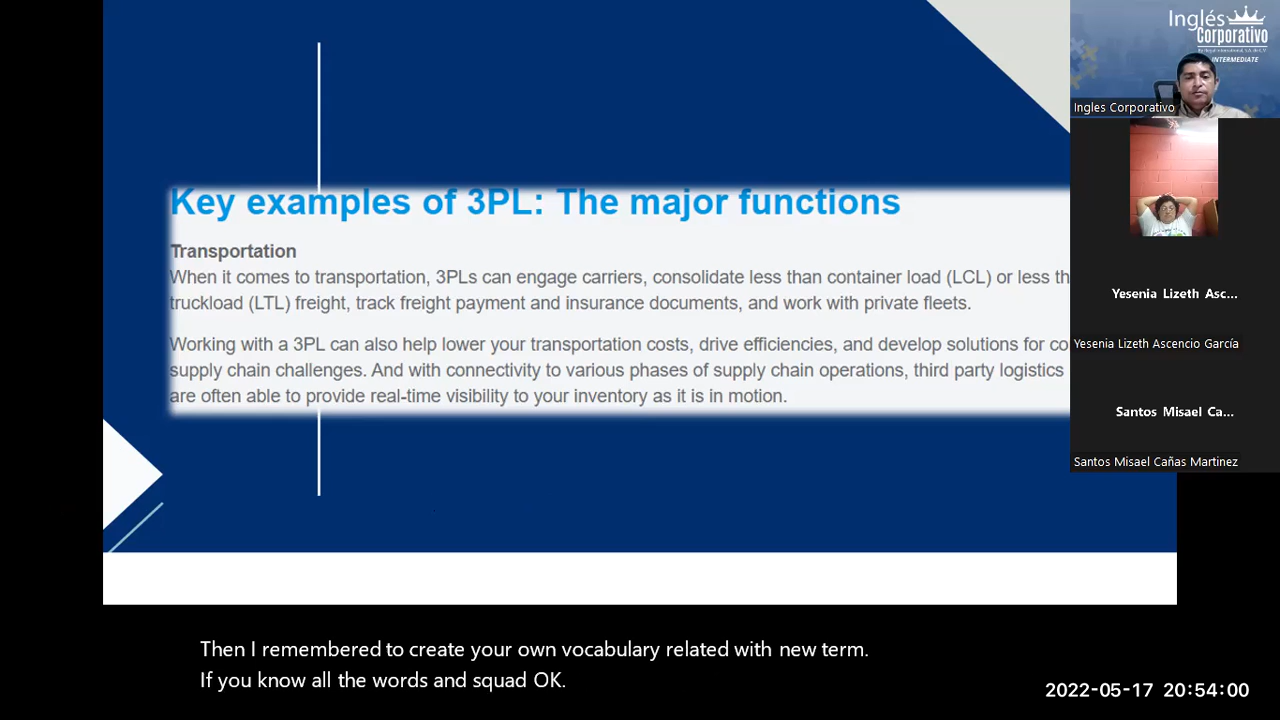 Inglés
Corporativo
INTERMEDIATE
Ingles Corporativo
Key examples of 3PL: The major functions
Transportation
When it comes to transportation, 3PLs can engage carriers, consolidate less than container load (LCL) or less th
truckload (LTL) freight, track freight payment and insurance documents, and work with private fleets.
Working with a 3PL can also help lower your transportation costs, drive efficiencies, and develop solutions for co
supply chain challenges. And with connectivity to various phases of supply chain operations, third party logistics
are often able to provide real-time visibility to your inventory as it is in motion.
Yesenia Lizeth Asc...
Yesenia Lizeth Ascencio García
Santos Misael Ca...
Santos Misael Cañas Martinez
Then I remembered to create your own vocabulary related with new term.
If you know all the words and squad OK.
2022-05-17 20:54:00